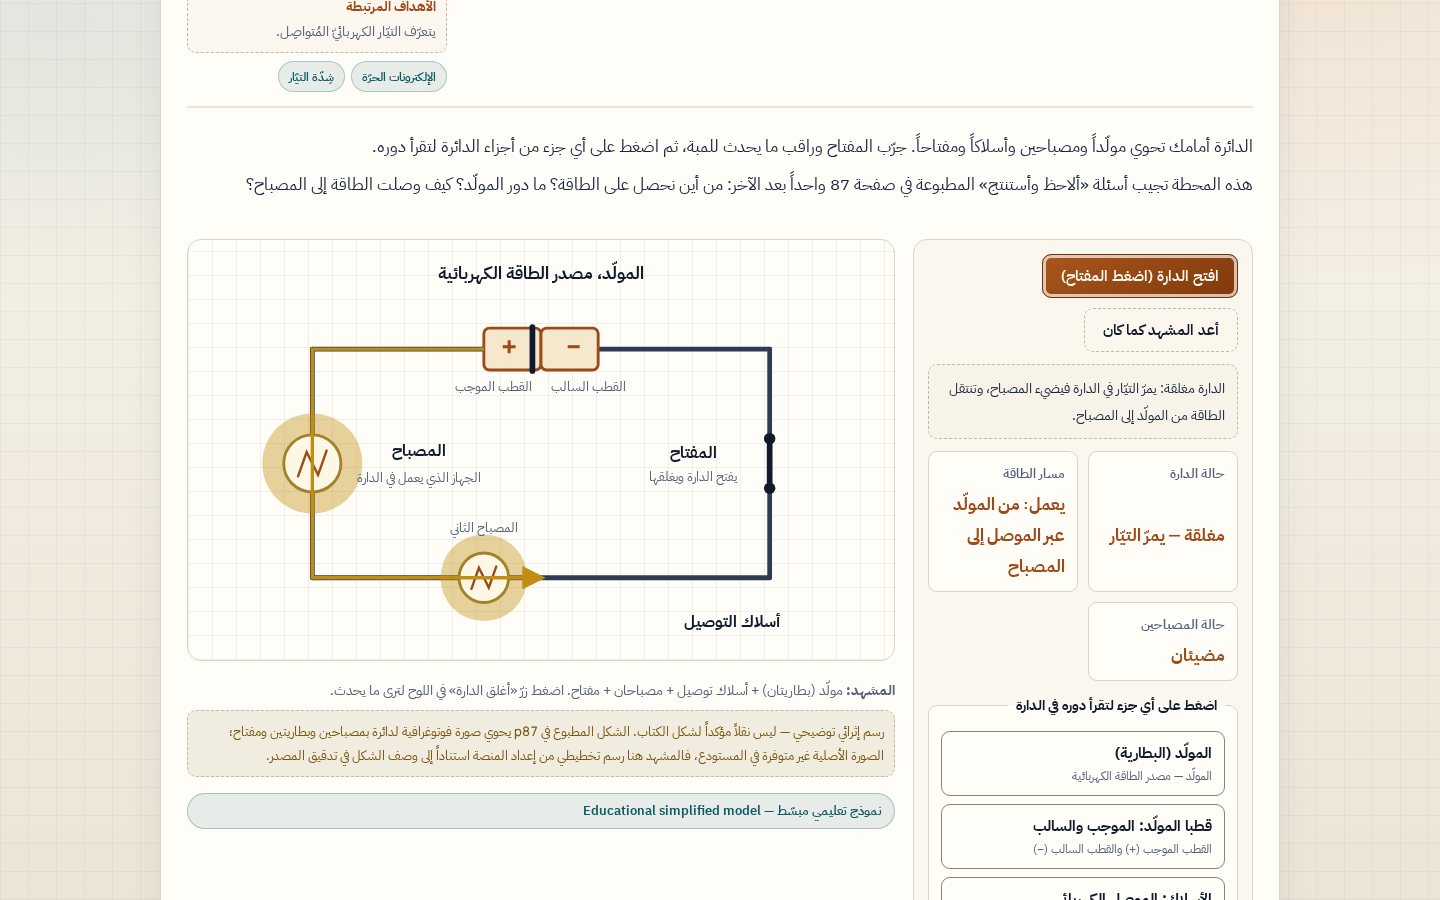 الأهداف المرتبطة
يتعرّف التيّار الكهربائيّ المُتواصِل.
الإلكترونات الحرّة
شِدّة التيّار
الدائرة أمامك تحوي مولّداً ومصباحين وأسلاكاً ومفتاحاً. جرّب المفتاح وراقب ما يحدث للمبة، ثم اضغط على أي جزء من أجزاء الدائرة لتقرأ دوره.
هذه المحطة تجيب أسئلة «ألاحظ وأستنتج» المطبوعة في صفحة 87 واحداً بعد الآخر: من أين نحصل على الطاقة؟ ما دور المولّد؟ كيف وصلت الطاقة إلى المصباح؟
افتح الدارة (اضغط المفتاح)
أعد المشهد كما كان
الدارة مغلقة: يمرّ التيّار في الدارة فيضيء المصباح، وتنتقل
الطاقة من المولّد إلى المصباح.
حالة الدارة
مغلقة — يمرّ التيّار
مسار الطاقة
يعمل: من المولّد
عبر الموصل إلى
المصباح
حالة المصباحين
مضيئان
اضغط على أي جزء لتقرأ دوره في الدارة
المولّد (البطارية)
المولّد — مصدر الطاقة الكهربائية
قطبا المولّد: الموجب والسالب
القطب الموجب (+) والقطب السالب (−)
الأسلاك: الموصل الكهربائي
المولّد، مصدر الطاقة الكهربائية
+
−
القطب السالب
القطب الموجب
المفتاح
يفتح الدارة ويغلقها
المصباح
الجهاز الذي يعمل في الدارة
المصباح الثاني
أسلاك التوصيل
المشهد: مولّد (بطاريتان) + أسلاك توصيل + مصباحان + مفتاح. اضغط زرّ «أغلق الدارة» في اللوح لترى ما يحدث.
رسم إثرائي توضيحي — ليس نقلاً مؤكداً لشكل الكتاب. الشكل المطبوع في p87 يحوي صورة فوتوغرافية لدائرة بمصباحين وبطاريتين ومفتاح؛
الصورة الأصلية غير متوفرة في المستودع، فالمشهد هنا رسم تخطيطي من إعداد المنصة استناداً إلى وصف الشكل في تدقيق المصدر.
نموذج تعليمي مبسّط — Educational simplified model